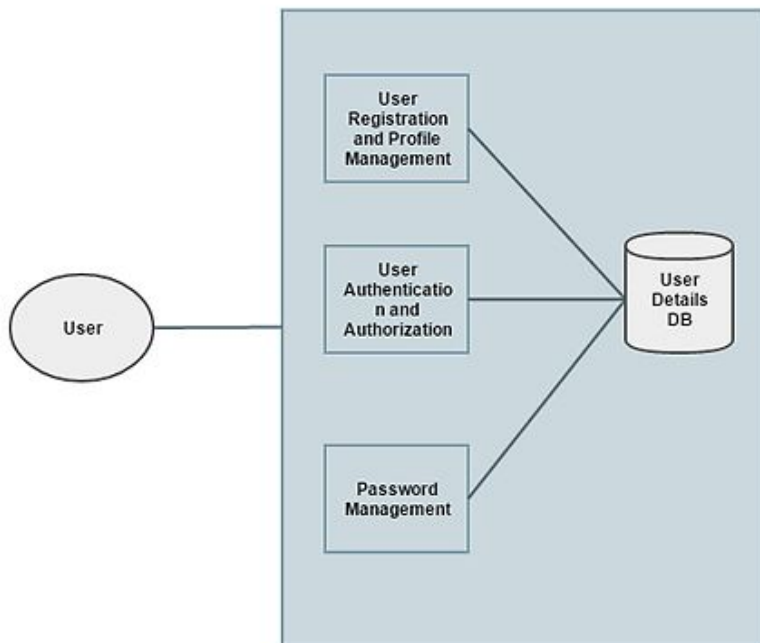 User
Registration
and Profile
Management
User
Authenticatio
n and
Authorization
User
User
Details
DB
Password
Management